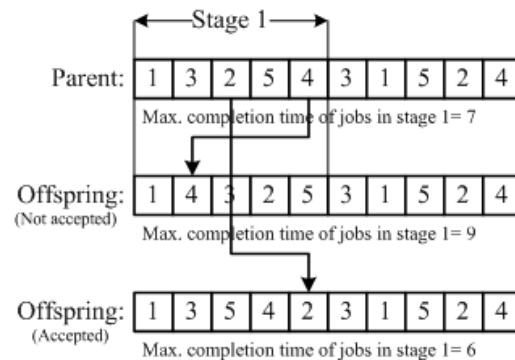 Stage 1
Parent: 1 3 2 5 4 3 1 5 2 4
Max. completion time of jobs in stage 1= 7
Offspring: 1 4 3 2 5 3 1 5 2 4
(Not accepted)
Max. completion time of jobs in stage 1= 9
Offspring: 1 3 5 4 2 3 1 5 2 4
(Accepted)
Max. completion time of jobs in stage 1= 6